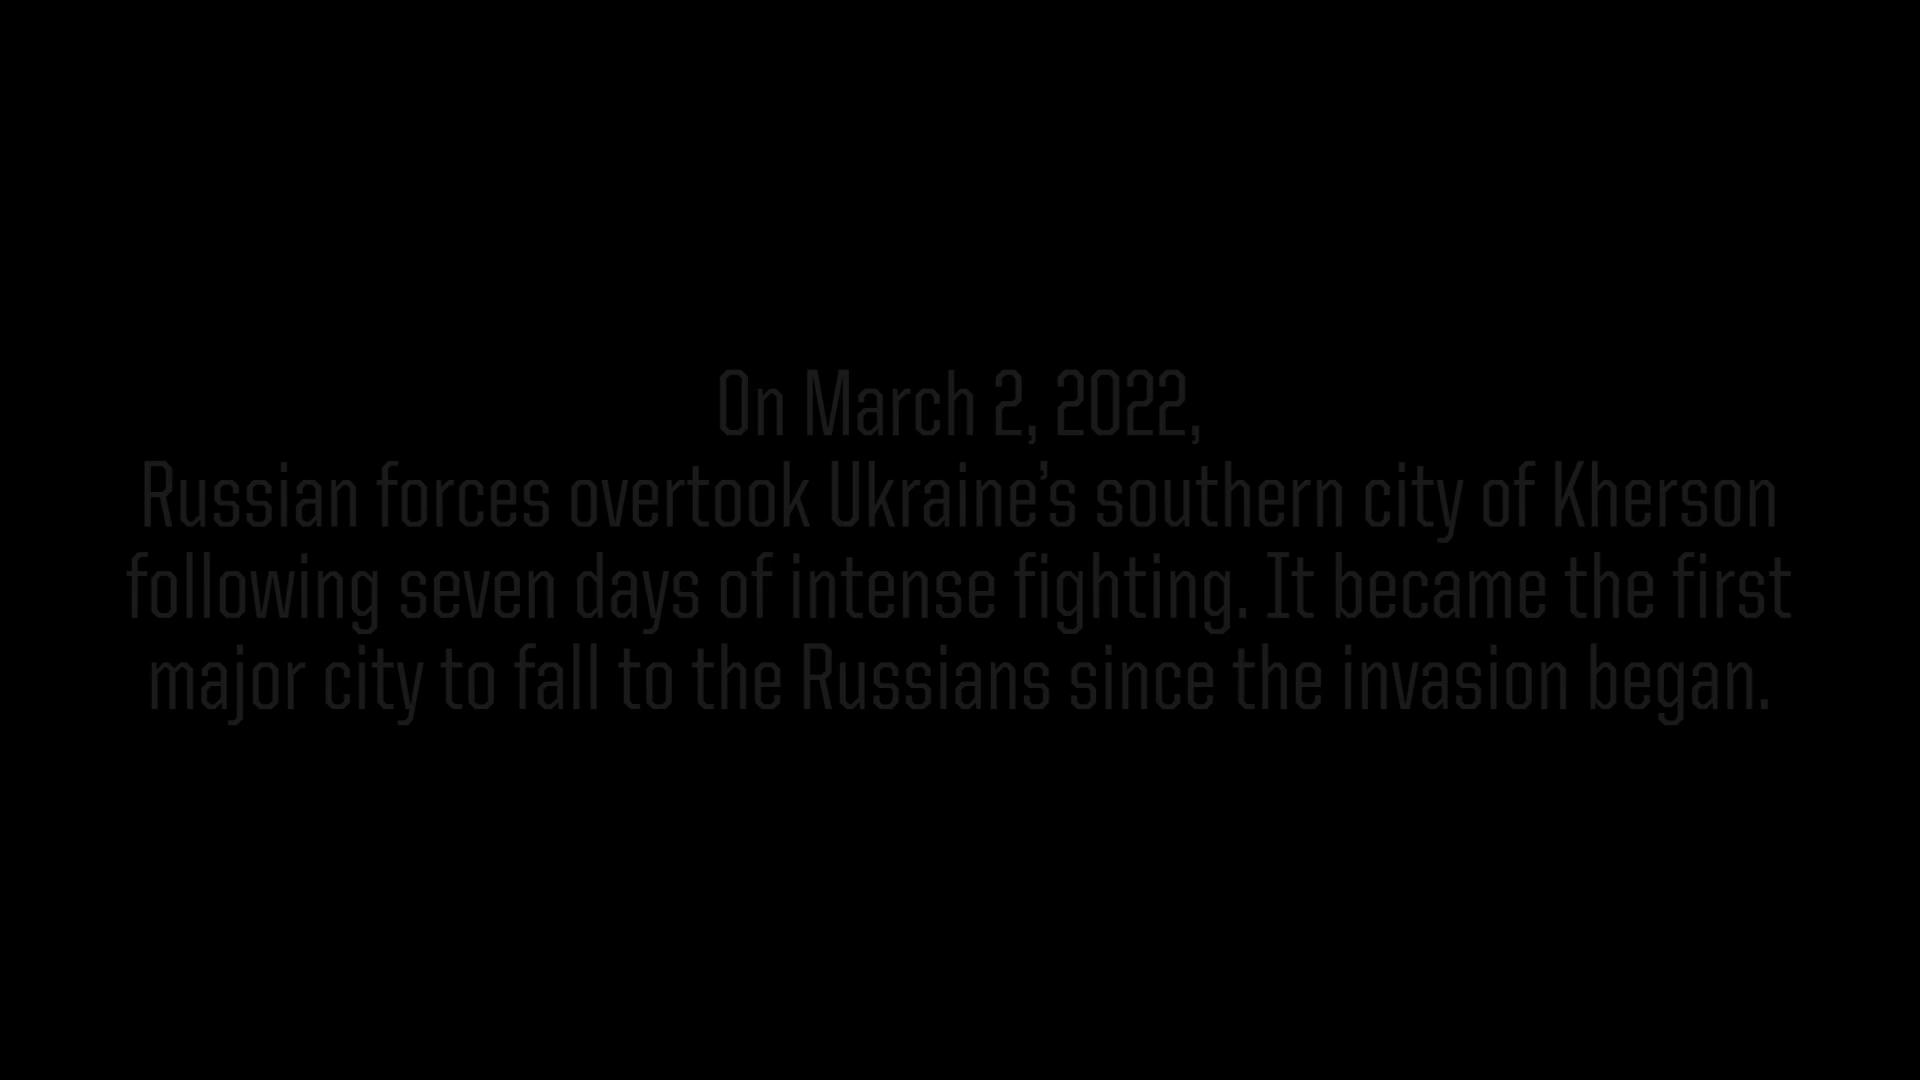 On March 2, 2022,
Russian forces overtook Ukraine’s southern city of Kherson
following seven days of intense fighting. It became the first
major city to fall to the Russians since the invasion began.